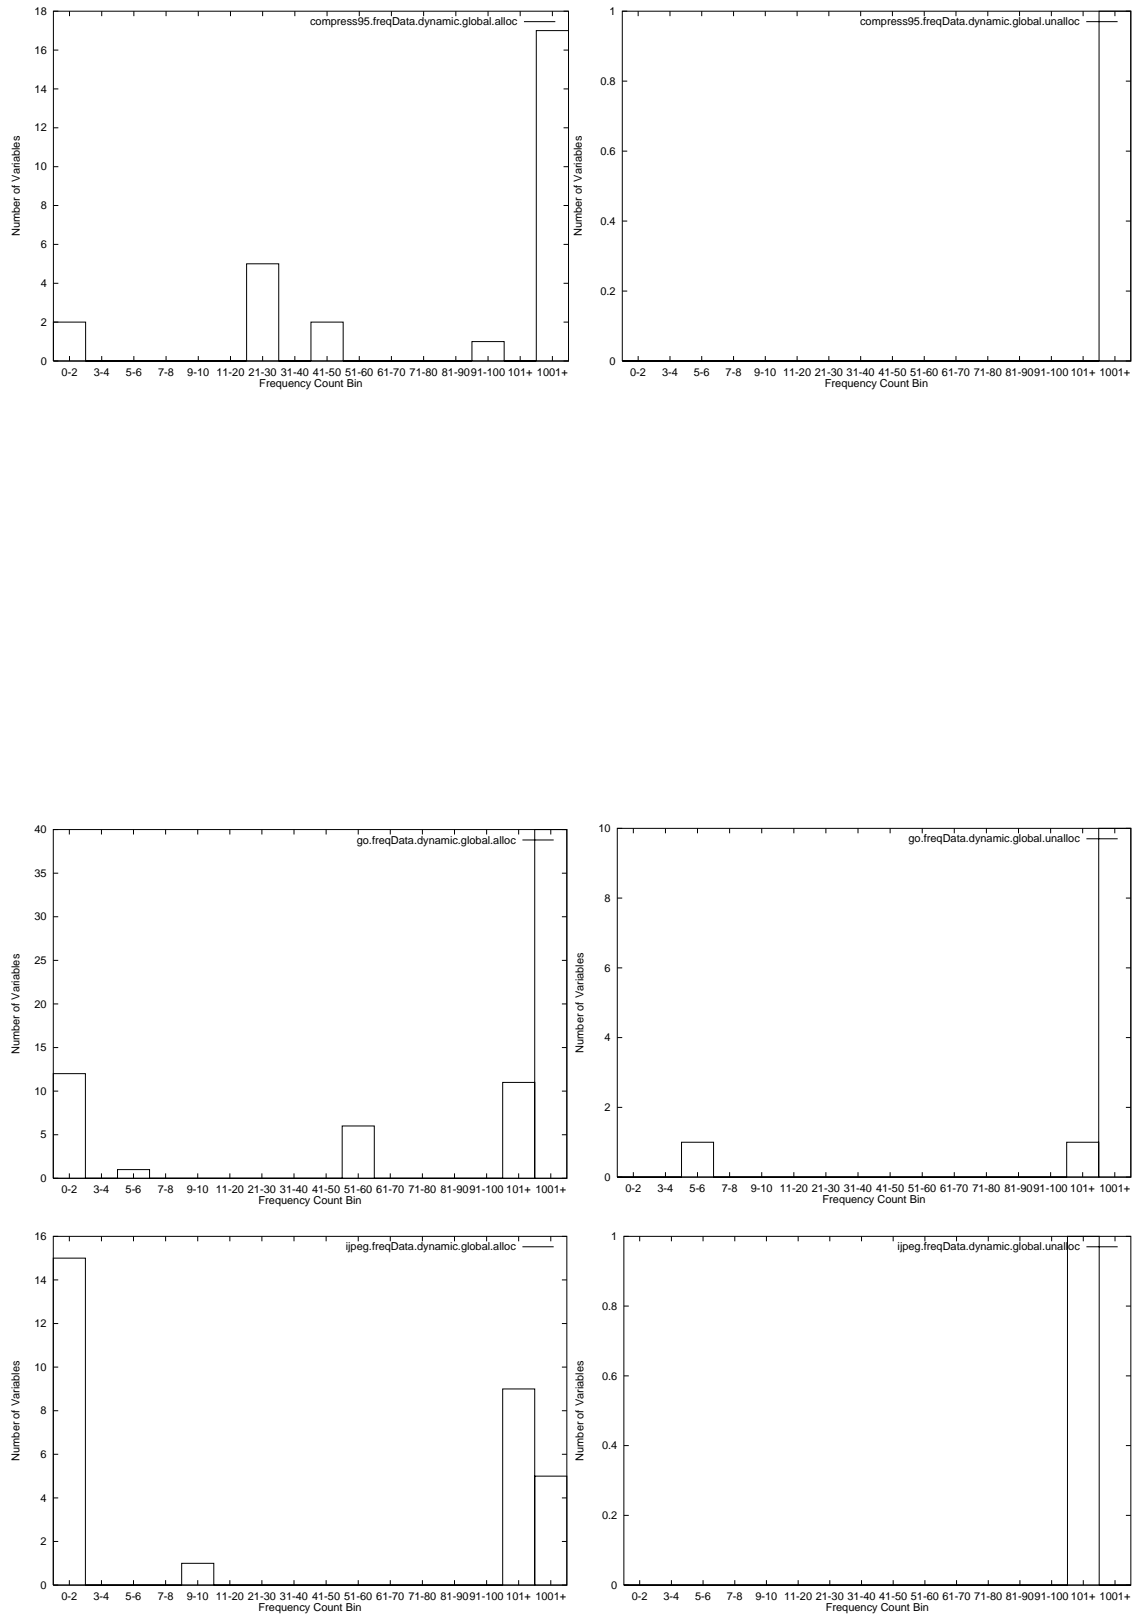 compress95.freqData.dynamic.global.alloc
Number of Variables
18
16
14
12
10
8
6
4
2
0
0-2 3-4 5-6 7-8 9-10 11-20 21-30 31-40 41-50 51-60 61-70 71-80 81-90 91-100 101+ 1001+
Frequency Count Bin
compress95.freqData.dynamic.global.unalloc
Number of Variables
1
0.8
0.6
0.4
0.2
0
0-2 3-4 5-6 7-8 9-10 11-20 21-30 31-40 41-50 51-60 61-70 71-80 81-90 91-100 101+ 1001+
Frequency Count Bin
go.freqData.dynamic.global.alloc
Number of Variables
40
35
30
25
20
15
10
5
0
0-2 3-4 5-6 7-8 9-10 11-20 21-30 31-40 41-50 51-60 61-70 71-80 81-90 91-100 101+ 1001+
Frequency Count Bin
go.freqData.dynamic.global.unalloc
Number of Variables
10
8
6
4
2
0
0-2 3-4 5-6 7-8 9-10 11-20 21-30 31-40 41-50 51-60 61-70 71-80 81-90 91-100 101+ 1001+
Frequency Count Bin
ijpeg.freqData.dynamic.global.alloc
Number of Variables
16
14
12
10
8
6
4
2
0
0-2 3-4 5-6 7-8 9-10 11-20 21-30 31-40 41-50 51-60 61-70 71-80 81-90 91-100 101+ 1001+
Frequency Count Bin
ijpeg.freqData.dynamic.global.unalloc
Number of Variables
1
0.8
0.6
0.4
0.2
0
0-2 3-4 5-6 7-8 9-10 11-20 21-30 31-40 41-50 51-60 61-70 71-80 81-90 91-100 101+ 1001+
Frequency Count Bin